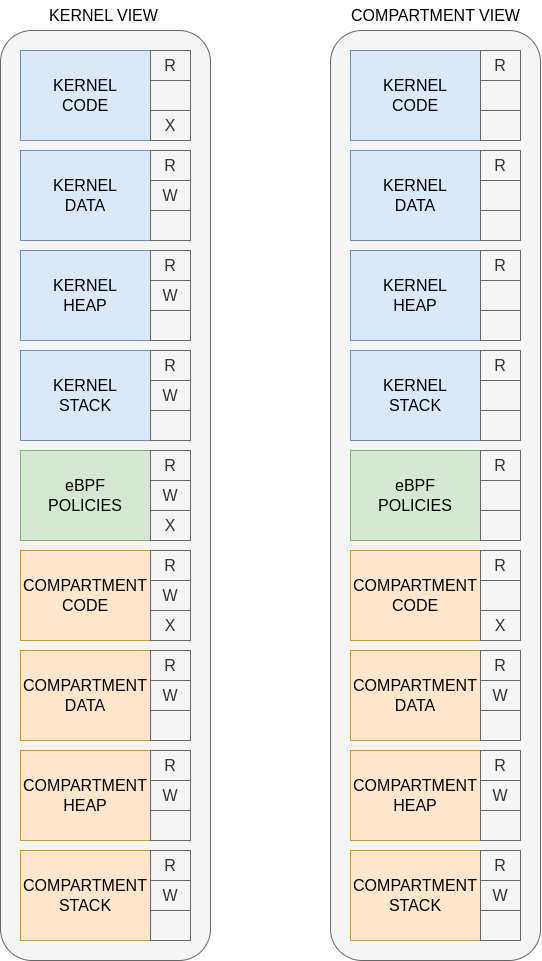 KERNEL VIEW
KERNEL
CODE
R
X
KERNEL
DATA
R
W
KERNEL
HEAP
R
W
KERNEL
STACK
R
W
eBPF
POLICIES
R
W
X
COMPARTMENT
CODE
R
W
X
COMPARTMENT
DATA
R
W
COMPARTMENT
HEAP
R
W
COMPARTMENT
STACK
R
W
COMPARTMENT VIEW
KERNEL
CODE
R
KERNEL
DATA
R
KERNEL
HEAP
R
KERNEL
STACK
R
eBPF
POLICIES
R
COMPARTMENT
CODE
R
X
COMPARTMENT
DATA
R
W
COMPARTMENT
HEAP
R
W
COMPARTMENT
STACK
R
W